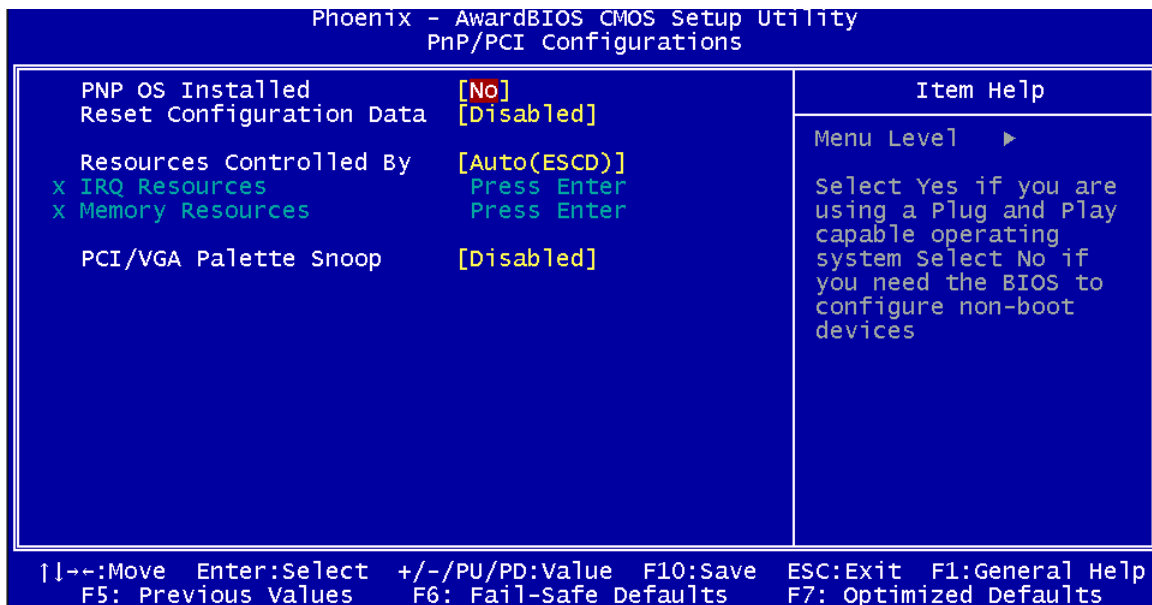 Phoenix - AwardBIOS CMOS Setup Utility
PnP/PCI Configurations
PNP OS Installed [No]
Reset Configuration Data [Disabled]
Resources Controlled By [Auto(ESCD)]
x IRQ Resources Press Enter
x Memory Resources Press Enter
PCI/VGA Palette Snoop [Disabled]
Item Help
Menu Level ▶
Select Yes if you are
using a Plug and Play
capable operating
system Select No if
you need the BIOS to
configure non-boot
devices
↑↓→←:Move Enter:Select +/-/PU/PD:Value F10:Save ESC:Exit F1:General Help
F5: Previous Values F6: Fail-Safe Defaults F7: Optimized Defaults